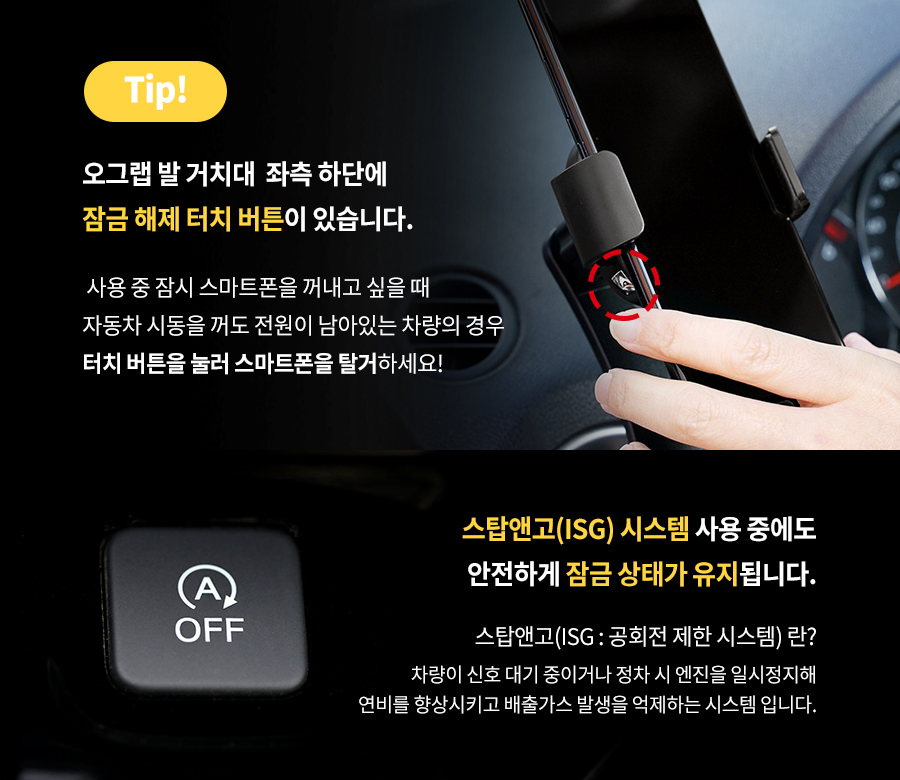 Tip!
오그랩 발 거치대 좌측 하단에
잠금 해제 터치 버튼이 있습니다.
사용 중 잠시 스마트폰을 꺼내고 싶을 때
자동차 시동을 꺼도 전원이 남아있는 차량의 경우
터치 버튼을 눌러 스마트폰을 탈거하세요!
스탑앤고(ISG) 시스템 사용 중에도
안전하게 잠금 상태가 유지됩니다.
A
OFF
스탑앤고(ISG : 공회전 제한 시스템) 란?
차량이 신호 대기 중이거나 정차 시 엔진을 일시정지해
연비를 향상시키고 배출가스 발생을 억제하는 시스템 입니다.